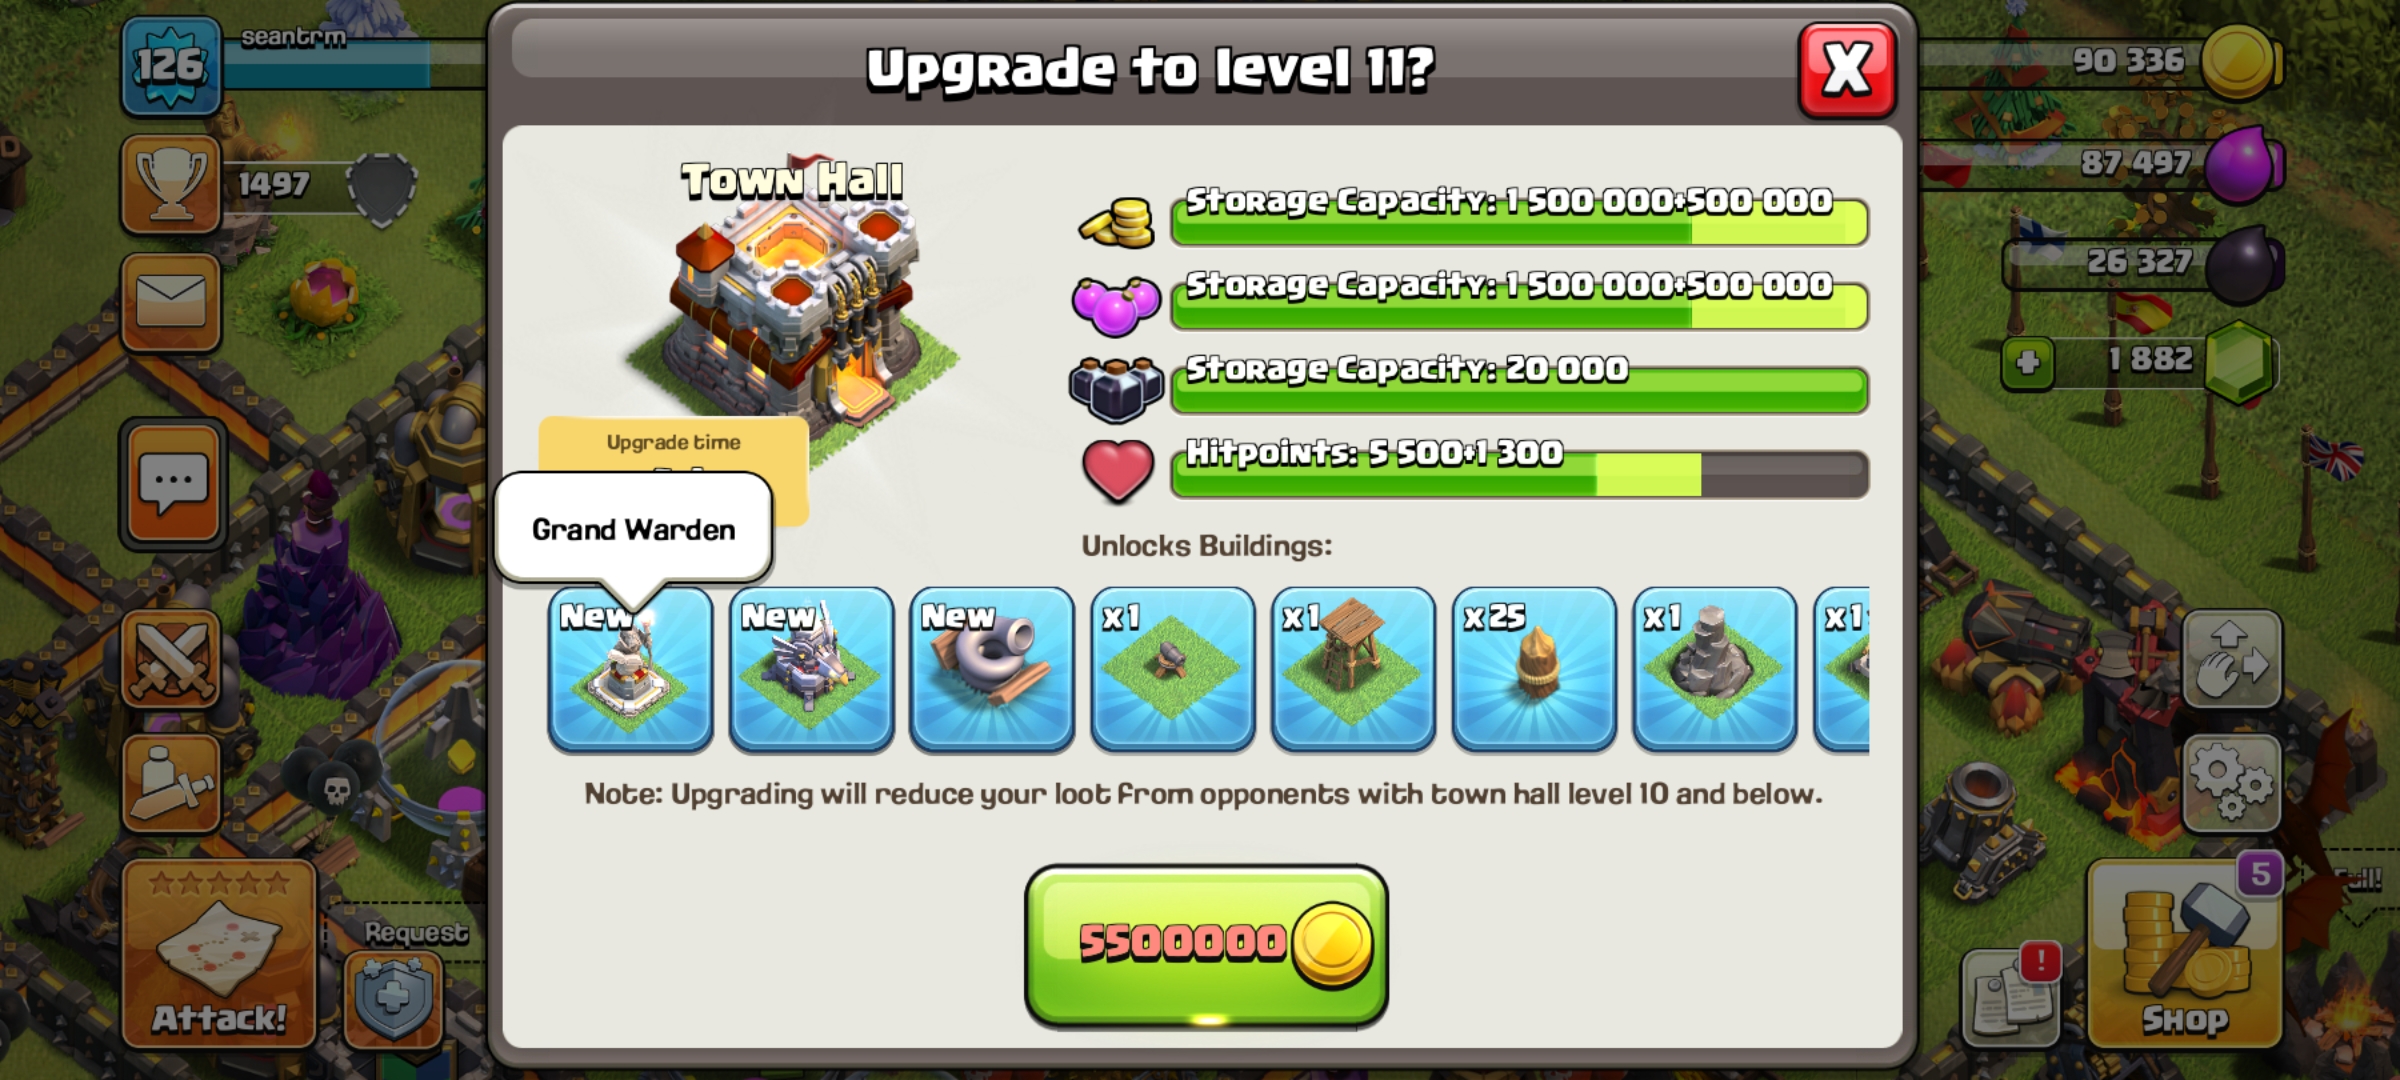 126
seantrm
1497
Upgrade to level 11?
90 336
87 497
26 327
1 882
Town Hall
Storage Capacity: 1 500 000+500 000
Storage Capacity: 1 500 000+500 000
Storage Capacity: 20 000
Hitpoints: 5 500+1 300
Upgrade time
Grand Warden
Unlocks Buildings:
New
New
New
x1
x1
x25
x1
x1
Note: Upgrading will reduce your loot from opponents with town hall level 10 and below.
5500000
Request
Attack!
5
!
Shop